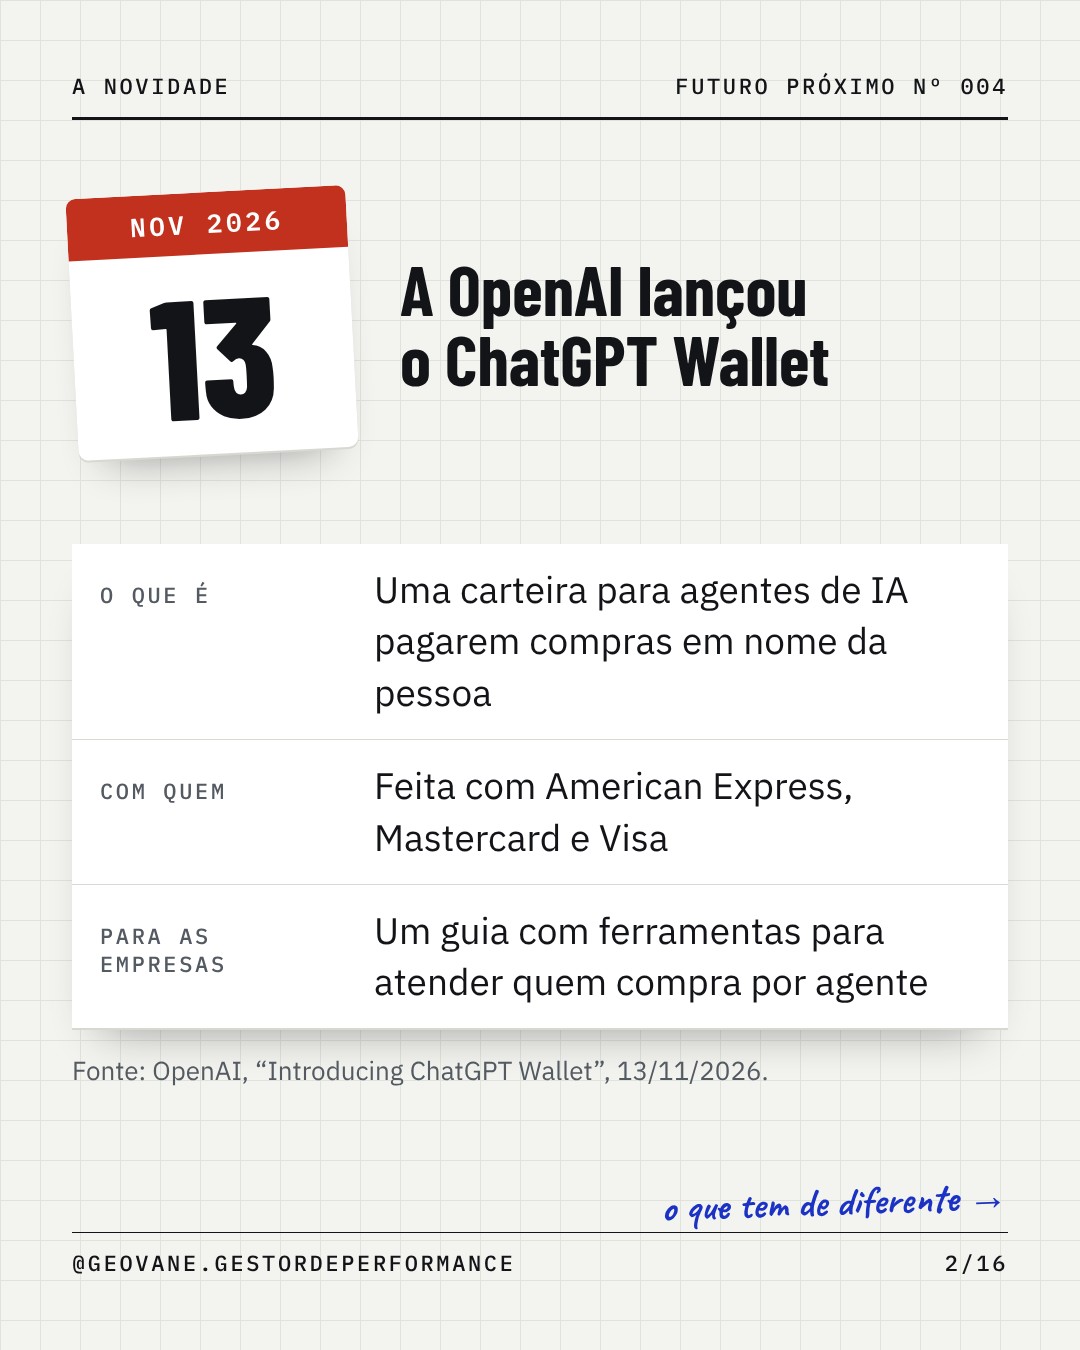 A NOVIDADE
FUTURO PRÓXIMO Nº 004
NOV 2026
13
A OpenAI lançou
o ChatGPT Wallet
O QUE É
Uma carteira para agentes de IA
pagarem compras em nome da
pessoa
COM QUEM
Feita com American Express,
Mastercard e Visa
PARA AS
EMPRESAS
Um guia com ferramentas para
atender quem compra por agente
Fonte: OpenAI, “Introducing ChatGPT Wallet”, 13/11/2026.
o que tem de diferente →
@GEOVANE.GESTORDEPERFORMANCE
2/16